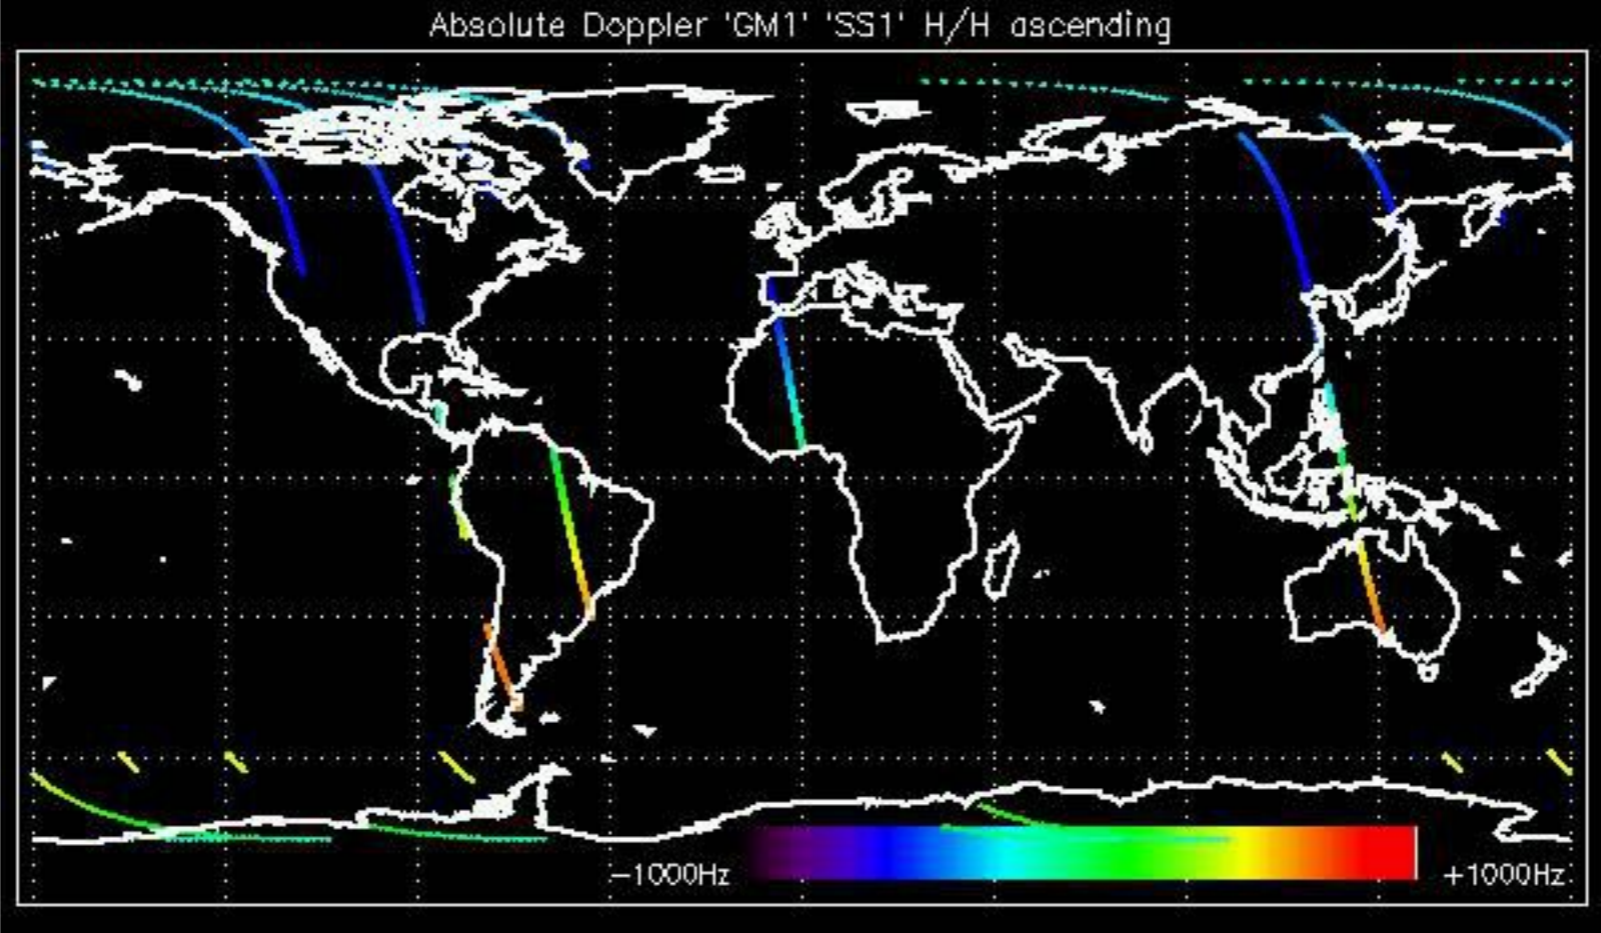 Absolute Doppler 'GM1' 'SS1' H/H ascending
−1000Hz
+1000Hz